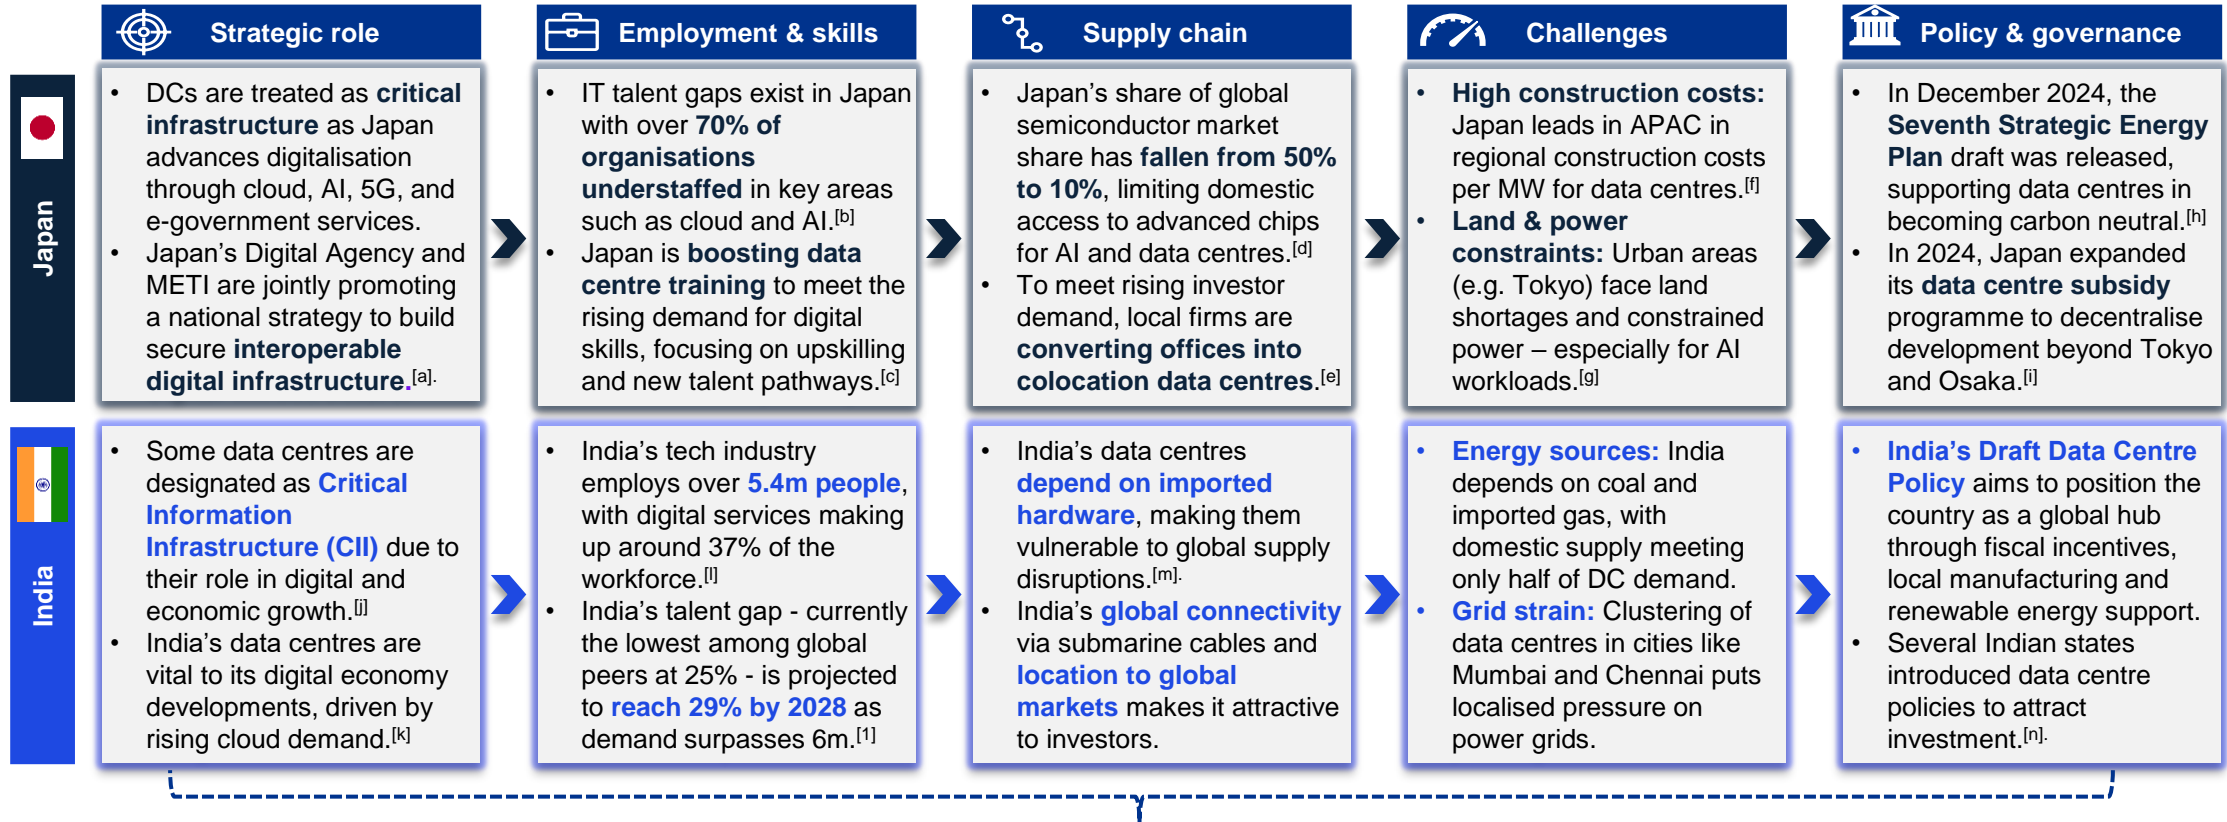 Strategic role
Employment & skills
Supply chain
Challenges
Policy & governance
Japan
• DCs are treated as critical
infrastructure as Japan
advances digitalisation
through cloud, AI, 5G, and
e-government services.
• Japan's Digital Agency and
METI are jointly promoting
a national strategy to build
secure interoperable
digital infrastructure.[a].
• IT talent gaps exist in Japan
with over 70% of
organisations
understaffed in key areas
such as cloud and AI.[b]
• Japan is boosting data
centre training to meet the
rising demand for digital
skills, focusing on upskilling
and new talent pathways.[c]
• Japan's share of global
semiconductor market
share has fallen from 50%
to 10%, limiting domestic
access to advanced chips
for AI and data centres.[d]
• To meet rising investor
demand, local firms are
converting offices into
colocation data centres.[e]
• High construction costs:
Japan leads in APAC in
regional construction costs
per MW for data centres.[f]
• Land & power
constraints: Urban areas
(e.g. Tokyo) face land
shortages and constrained
power – especially for AI
workloads.[g]
• In December 2024, the
Seventh Strategic Energy
Plan draft was released,
supporting data centres in
becoming carbon neutral.[h]
• In 2024, Japan expanded
its data centre subsidy
programme to decentralise
development beyond Tokyo
and Osaka.[i]
India
• Some data centres are
designated as Critical
Information
Infrastructure (CII) due to
their role in digital and
economic growth.[j]
• India's data centres are
vital to its digital economy
developments, driven by
rising cloud demand.[k]
• India's tech industry
employs over 5.4m people,
with digital services making
up around 37% of the
workforce.[l]
• India's talent gap - currently
the lowest among global
peers at 25% - is projected
to reach 29% by 2028 as
demand surpasses 6m.[1]
• India's data centres
depend on imported
hardware, making them
vulnerable to global supply
disruptions.[m].
• India's global connectivity
via submarine cables and
location to global
markets makes it attractive
to investors.
• Energy sources: India
depends on coal and
imported gas, with
domestic supply meeting
only half of DC demand.
• Grid strain: Clustering of
data centres in cities like
Mumbai and Chennai puts
localised pressure on
power grids.
• India's Draft Data Centre
Policy aims to position the
country as a global hub
through fiscal incentives,
local manufacturing and
renewable energy support.
• Several Indian states
introduced data centre
policies to attract
investment.[n].